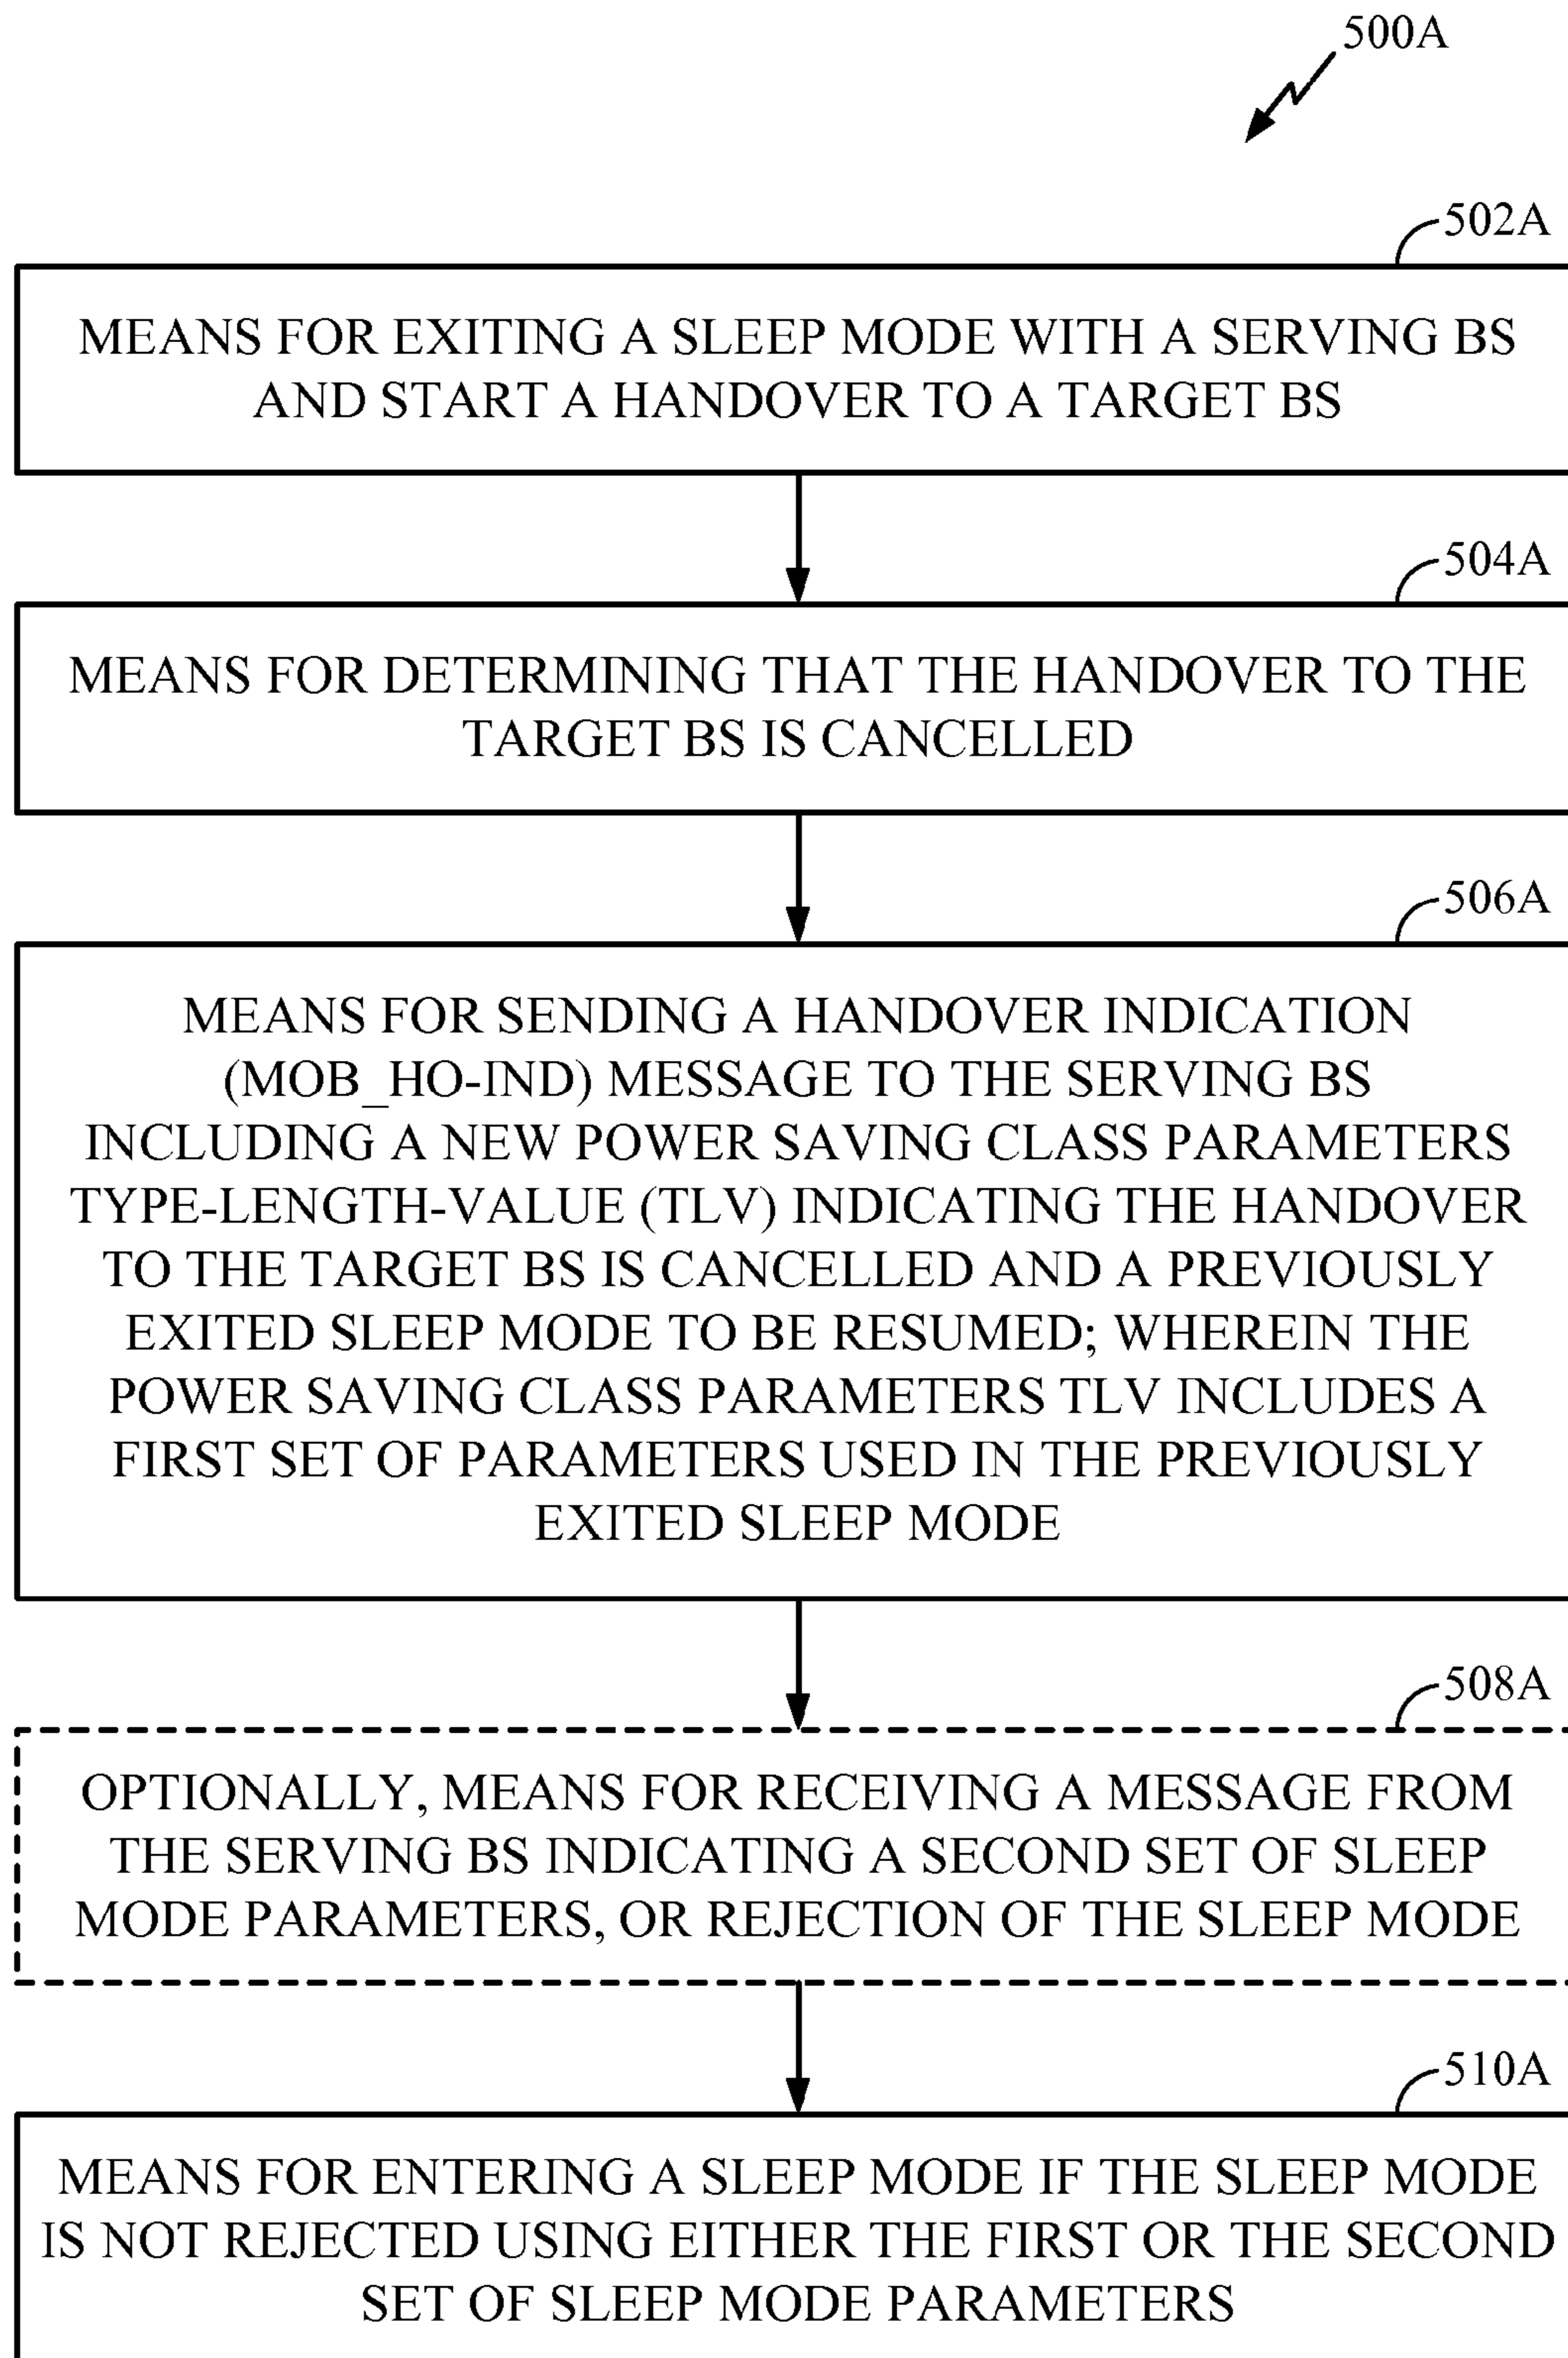 500A
502A
MEANS FOR EXITING A SLEEP MODE WITH A SERVING BS
AND START A HANDOVER TO A TARGET BS
504A
MEANS FOR DETERMINING THAT THE HANDOVER TO THE
TARGET BS IS CANCELLED
506A
MEANS FOR SENDING A HANDOVER INDICATION
(MOB_HO-IND) MESSAGE TO THE SERVING BS
INCLUDING A NEW POWER SAVING CLASS PARAMETERS
TYPE-LENGTH-VALUE (TLV) INDICATING THE HANDOVER
TO THE TARGET BS IS CANCELLED AND A PREVIOUSLY
EXITED SLEEP MODE TO BE RESUMED; WHEREIN THE
POWER SAVING CLASS PARAMETERS TLV INCLUDES A
FIRST SET OF PARAMETERS USED IN THE PREVIOUSLY
EXITED SLEEP MODE
508A
OPTIONALLY, MEANS FOR RECEIVING A MESSAGE FROM
THE SERVING BS INDICATING A SECOND SET OF SLEEP
MODE PARAMETERS, OR REJECTION OF THE SLEEP MODE
510A
MEANS FOR ENTERING A SLEEP MODE IF THE SLEEP MODE
IS NOT REJECTED USING EITHER THE FIRST OR THE SECOND
SET OF SLEEP MODE PARAMETERS